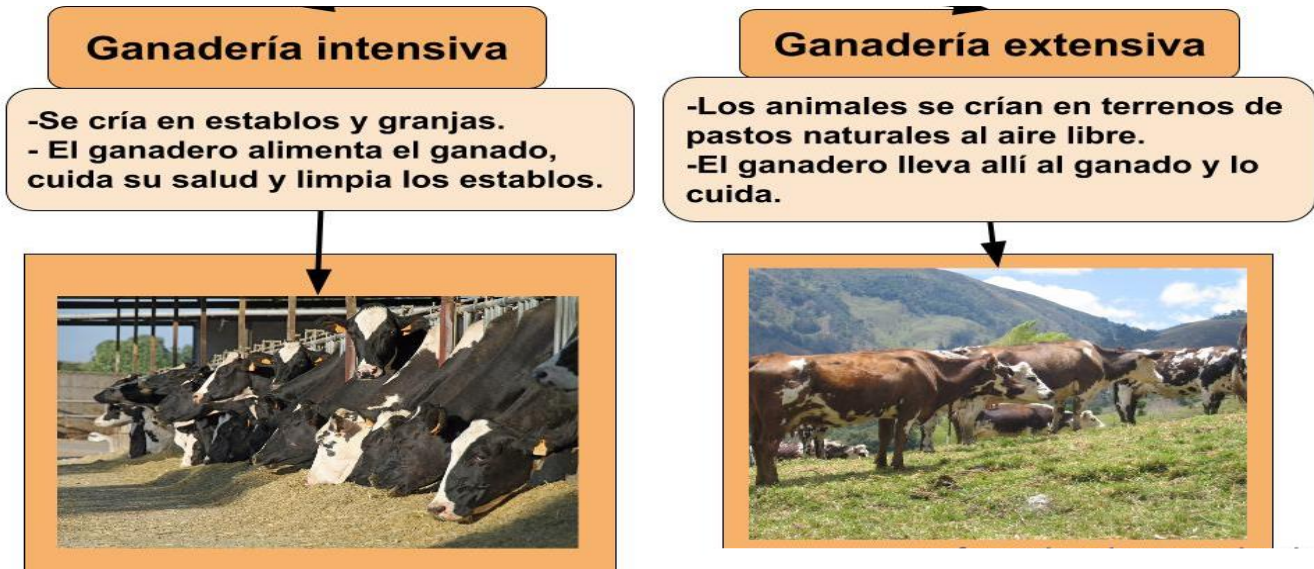 Ganadería intensiva
-Se cría en establos y granjas.
- El ganadero alimenta el ganado,
cuida su salud y limpia los establos.
Ganadería extensiva
-Los animales se crían en terrenos de
pastos naturales al aire libre.
-El ganadero lleva allí al ganado y lo
cuida.